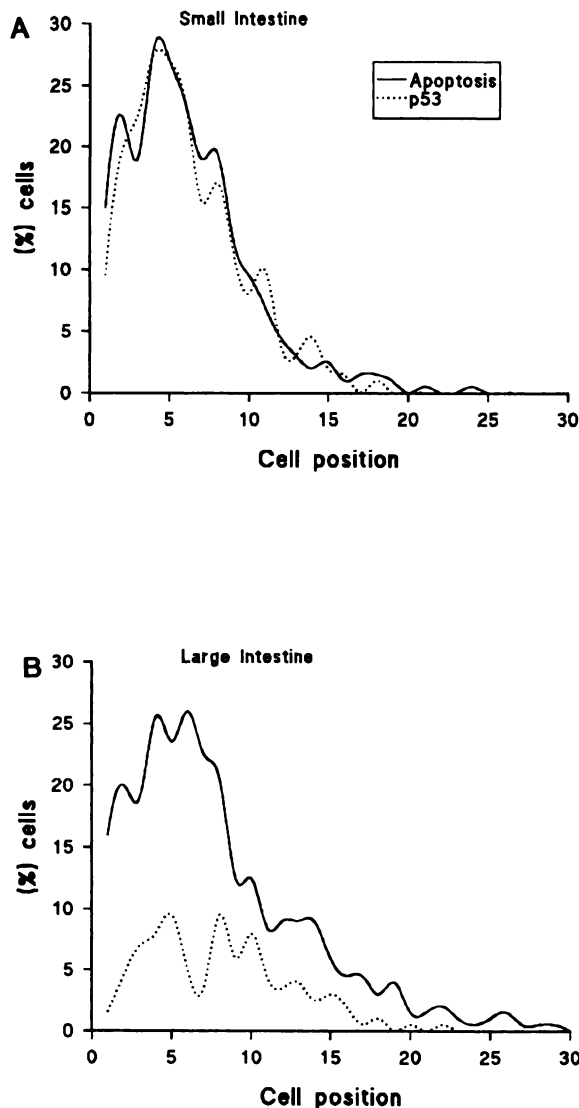 A
Small Intestine
30
25
20
15
10
5
0
(%) cells
Apoptosis
p53
0 5 10 15 20 25 30
Cell position
B
Large Intestine
30
25
20
15
10
5
0
(%) cells
0 5 10 15 20 25 30
Cell position